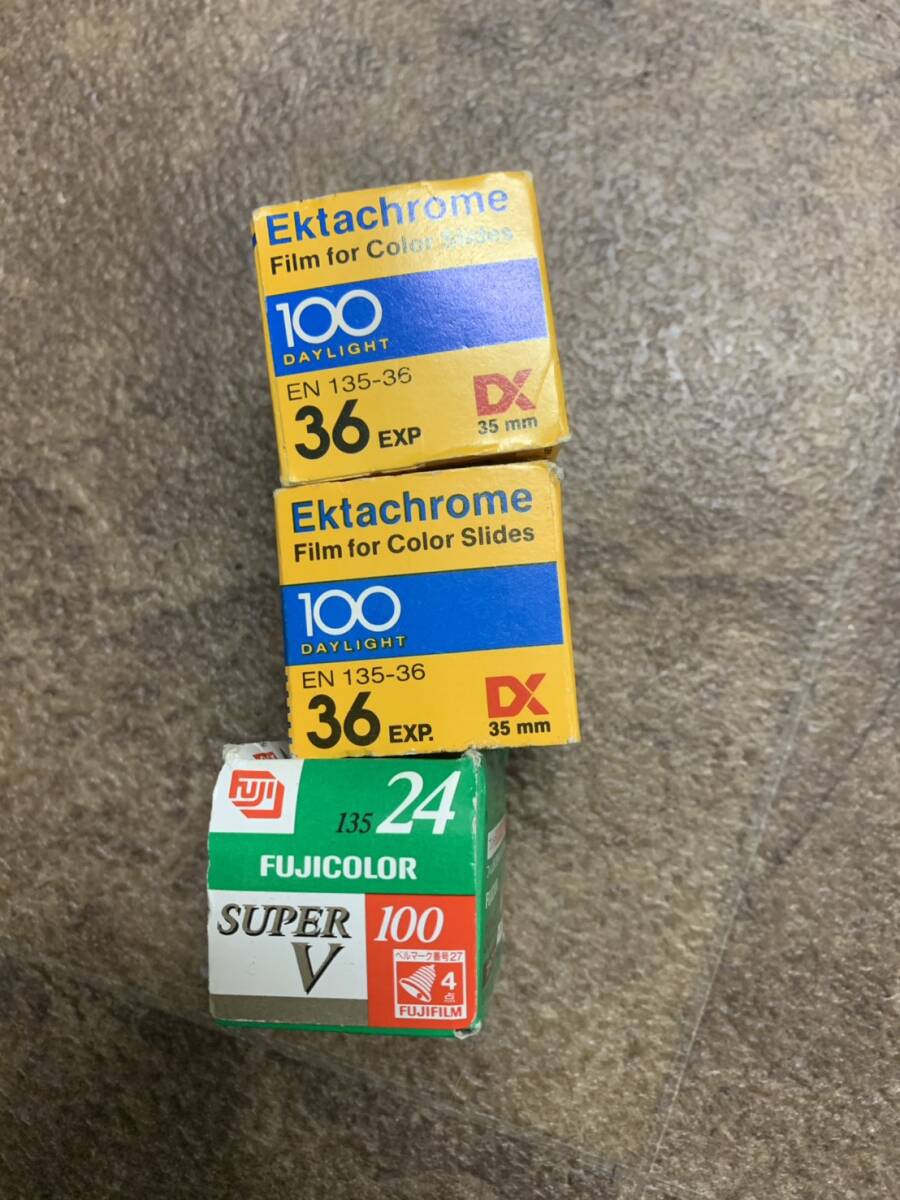 Ektachrome
Film for Color Slides
100
DAYLIGHT
EN 135-36
36 EXP
DX
35 mm
Ektachrome
Film for Color Slides
100
DAYLIGHT
EN 135-36
36 EXP.
DX
35 mm
FUJI
135 24
FUJICOLOR
SUPER
V
100
ベルマーク番号27
4
点
FUJIFILM